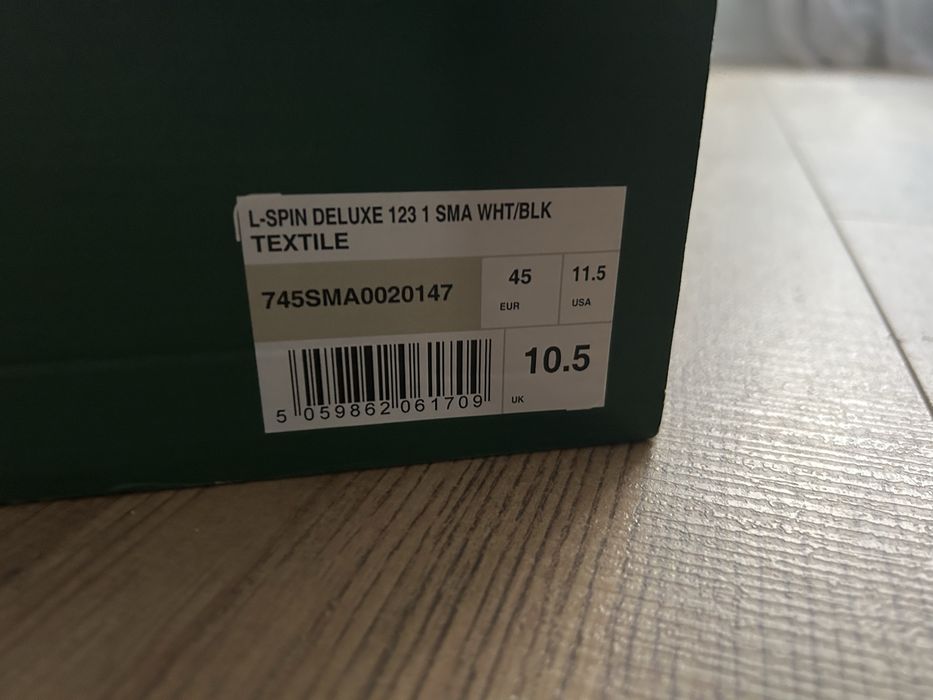 L-SPIN DELUXE 123 1 SMA WHT/BLK
TEXTILE
745SMA0020147
45
EUR
11.5
USA
5 059862 061709
10.5
UK